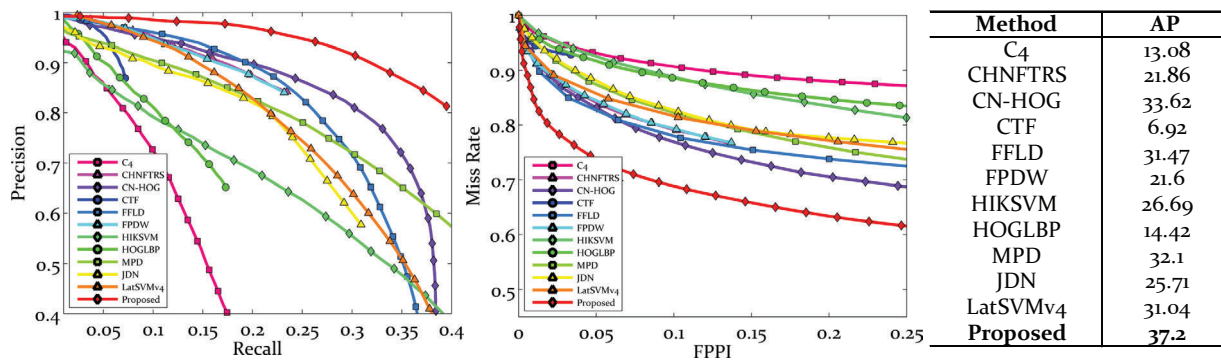 1
0.9
0.8
0.7
0.6
0.5
0.4
Precision
C4
CHNFTRS
CN-HOG
CTF
FFLD
FPDW
HIKSVM
HOGLBP
MPD
JDN
LatSVMv4
Proposed
0.05 0.1 0.15 0.2 0.25 0.3 0.35 0.4
Recall
1
0.9
0.8
0.7
0.6
0.5
Miss Rate
C4
CHNFTRS
CN-HOG
CTF
FFLD
FPDW
HIKSVM
HOGLBP
MPD
JDN
LatSVMv4
Proposed
0 0.05 0.1 0.15 0.2 0.25
FPPI
Method AP
C4 13.08
CHNFTRS 21.86
CN-HOG 33.62
CTF 6.92
FFLD 31.47
FPDW 21.6
HIKSVM 26.69
HOGLBP 14.42
MPD 32.1
JDN 25.71
LatSVMv4 31.04
Proposed 37.2